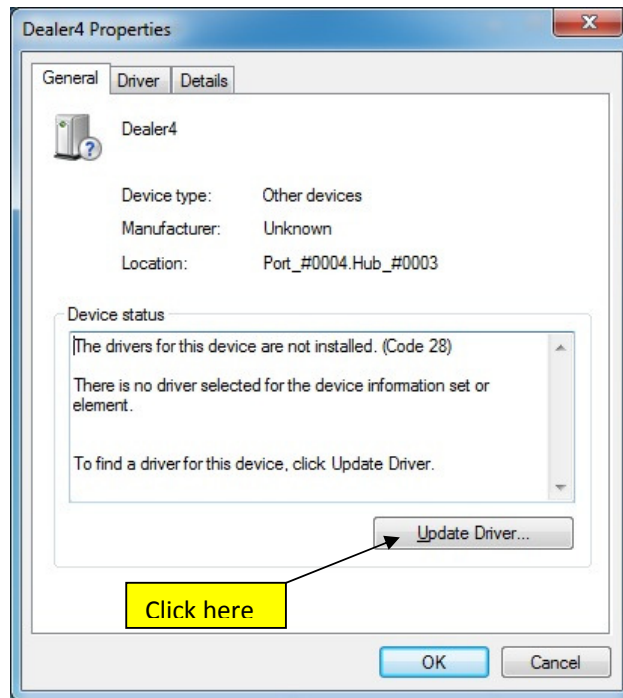 Dealer4 Properties
General Driver Details
Dealer4
Device type: Other devices
Manufacturer: Unknown
Location: Port_#0004.Hub_#0003
Device status
The drivers for this device are not installed. (Code 28)
There is no driver selected for the device information set or
element.
To find a driver for this device, click Update Driver.
Update Driver...
Click here
OK Cancel